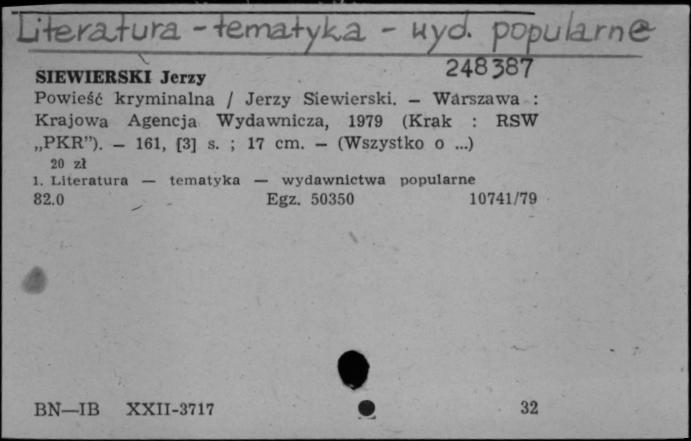 Literatura - tematyka - wyd. popularne
248387
SIEWIERSKI Jerzy
Powieść kryminalna / Jerzy Siewierski. — Warszawa :
Krajowa Agencja Wydawnicza, 1979 (Krak : RSW
„PKR”). — 161, [3] s. ; 17 cm. — (Wszystko o ...)
20 zł
1. Literatura — tematyka — wydawnictwa popularne
82.0 Egz. 50350 10741/79
BN—IB XXII-3717 32